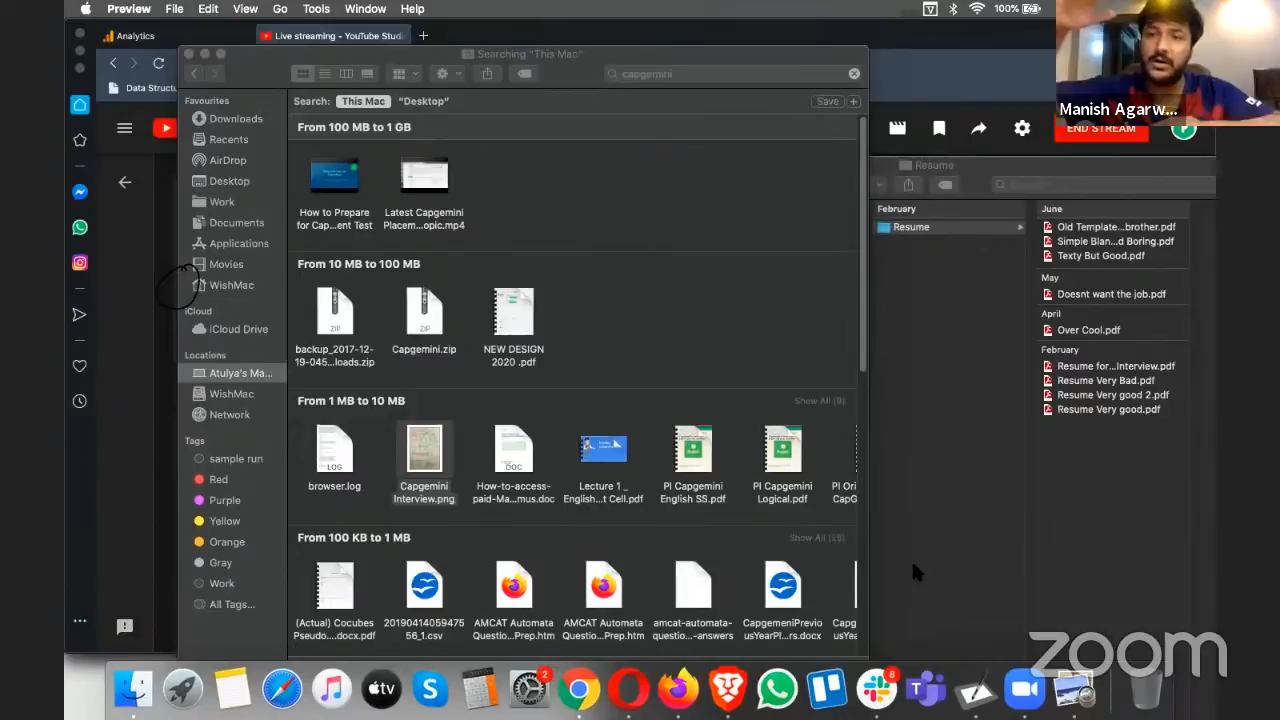 Preview File Edit View Go Tools Window Help
100%
Analytics
Live streaming - YouTube Studio
Searching "This Mac"
Data Structu
capgemini
Manish Agarw...
END STREAM
Search: This Mac "Desktop" Save
Favourites
Downloads
Recents
AirDrop
Desktop
Work
Documents
Applications
Movies
WishMac
iCloud
iCloud Drive
Locations
Atulya's Ma...
WishMac
Network
Tags
sample run
Red
Purple
Yellow
Orange
Gray
Work
All Tags...
From 100 MB to 1 GB
How to Prepare
for Cap...ent Test
Latest Capgemini
Placem...opic.mp4
From 10 MB to 100 MB
ZIP
backup_2017-12-
19-045...loads.zip
ZIP
Capgemini.zip
NEW DESIGN
2020 .pdf
From 1 MB to 10 MB
Show All (9)
LOG
browser.log
Capgemini
Interview.png
DOC
How-to-access-
paid-Ma...mus.doc
Lecture 1 _
English...t Cell.pdf
PI Capgemini
English SS.pdf
PI Capgemini
Logical.pdf
PI Ori
CapG
From 100 KB to 1 MB
(Actual) Cocubes
Pseudo....docx.pdf
20190414059474
56_1.csv
AMCAT Automata
Questio...Prep.htm
AMCAT Automata
Questio...Prep.htm
amcat-automata-
questio...-answers
CapgeminiPrevio
usYearPl...rs.docx
Capg
usYe
Resume
February
Resume
June
Old Template...brother.pdf
Simple Blan...d Boring.pdf
Texty But Good.pdf
May
Doesnt want the job.pdf
April
Over Cool.pdf
February
Resume for...Interview.pdf
Resume Very Bad.pdf
Resume Very good 2.pdf
Resume Very good.pdf
zoom
2
tv
8